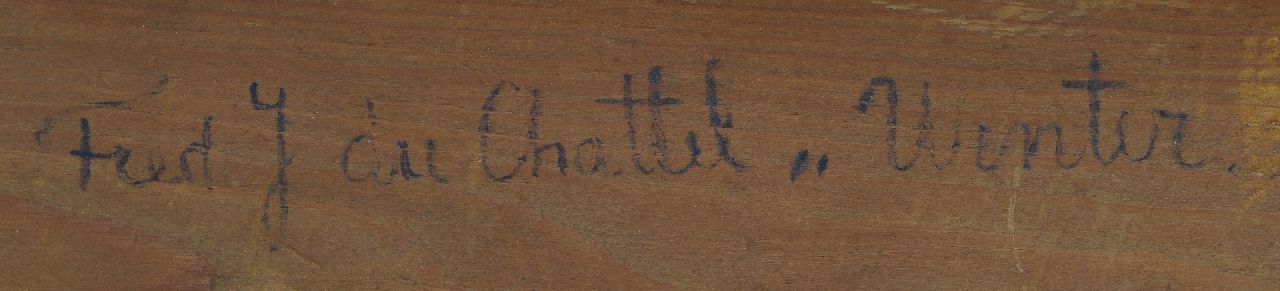 Fred J du Chattel „ Winter.